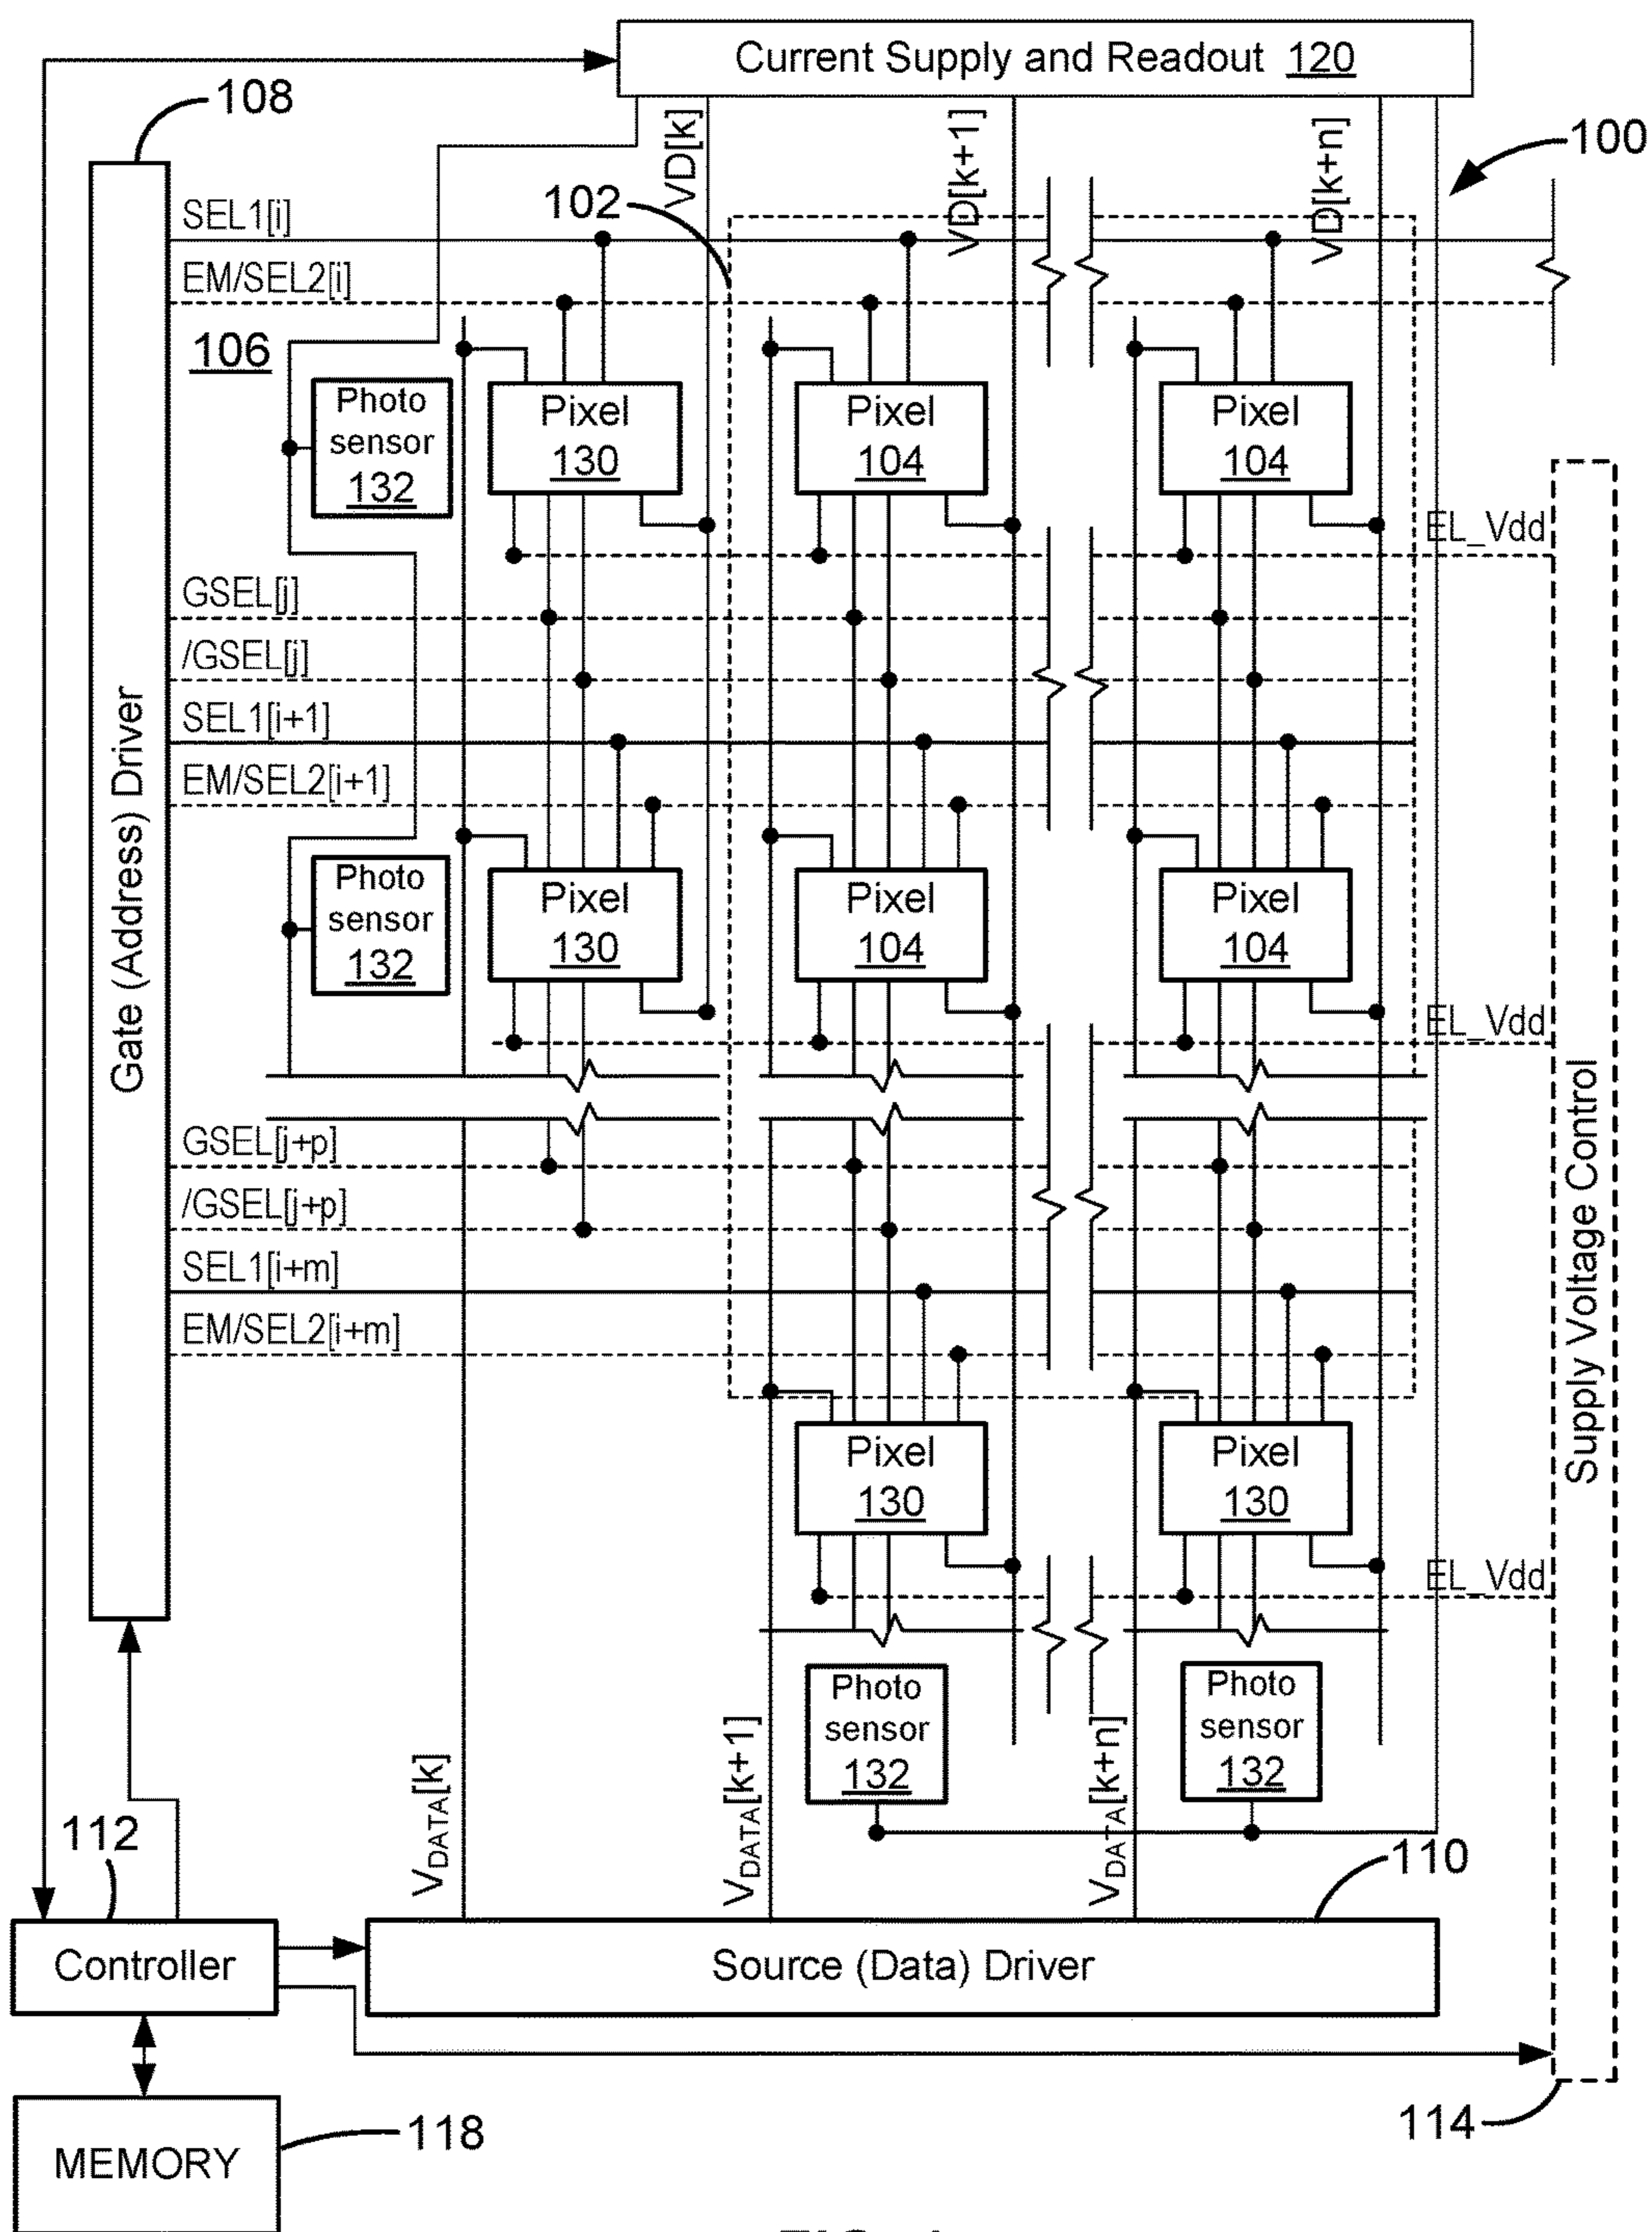 Current Supply and Readout 120
108
VD[k]
VD[k+1]
VD[k+n]
100
102
SEL1[i]
EM/SEL2[i]
106
Photo
sensor
132
Pixel
130
Pixel
104
Pixel
104
EL_Vdd
GSEL[j]
/GSEL[j]
SEL1[i+1]
EM/SEL2[i+1]
Gate (Address) Driver
Photo
sensor
132
Pixel
130
Pixel
104
Pixel
104
EL_Vdd
Supply Voltage Control
GSEL[j+p]
/GSEL[j+p]
SEL1[i+m]
EM/SEL2[i+m]
Pixel
130
Pixel
130
EL_Vdd
Photo
sensor
132
Photo
sensor
132
VDATA[k]
VDATA[k+1]
VDATA[k+n]
112
110
Controller
Source (Data) Driver
114
118
MEMORY